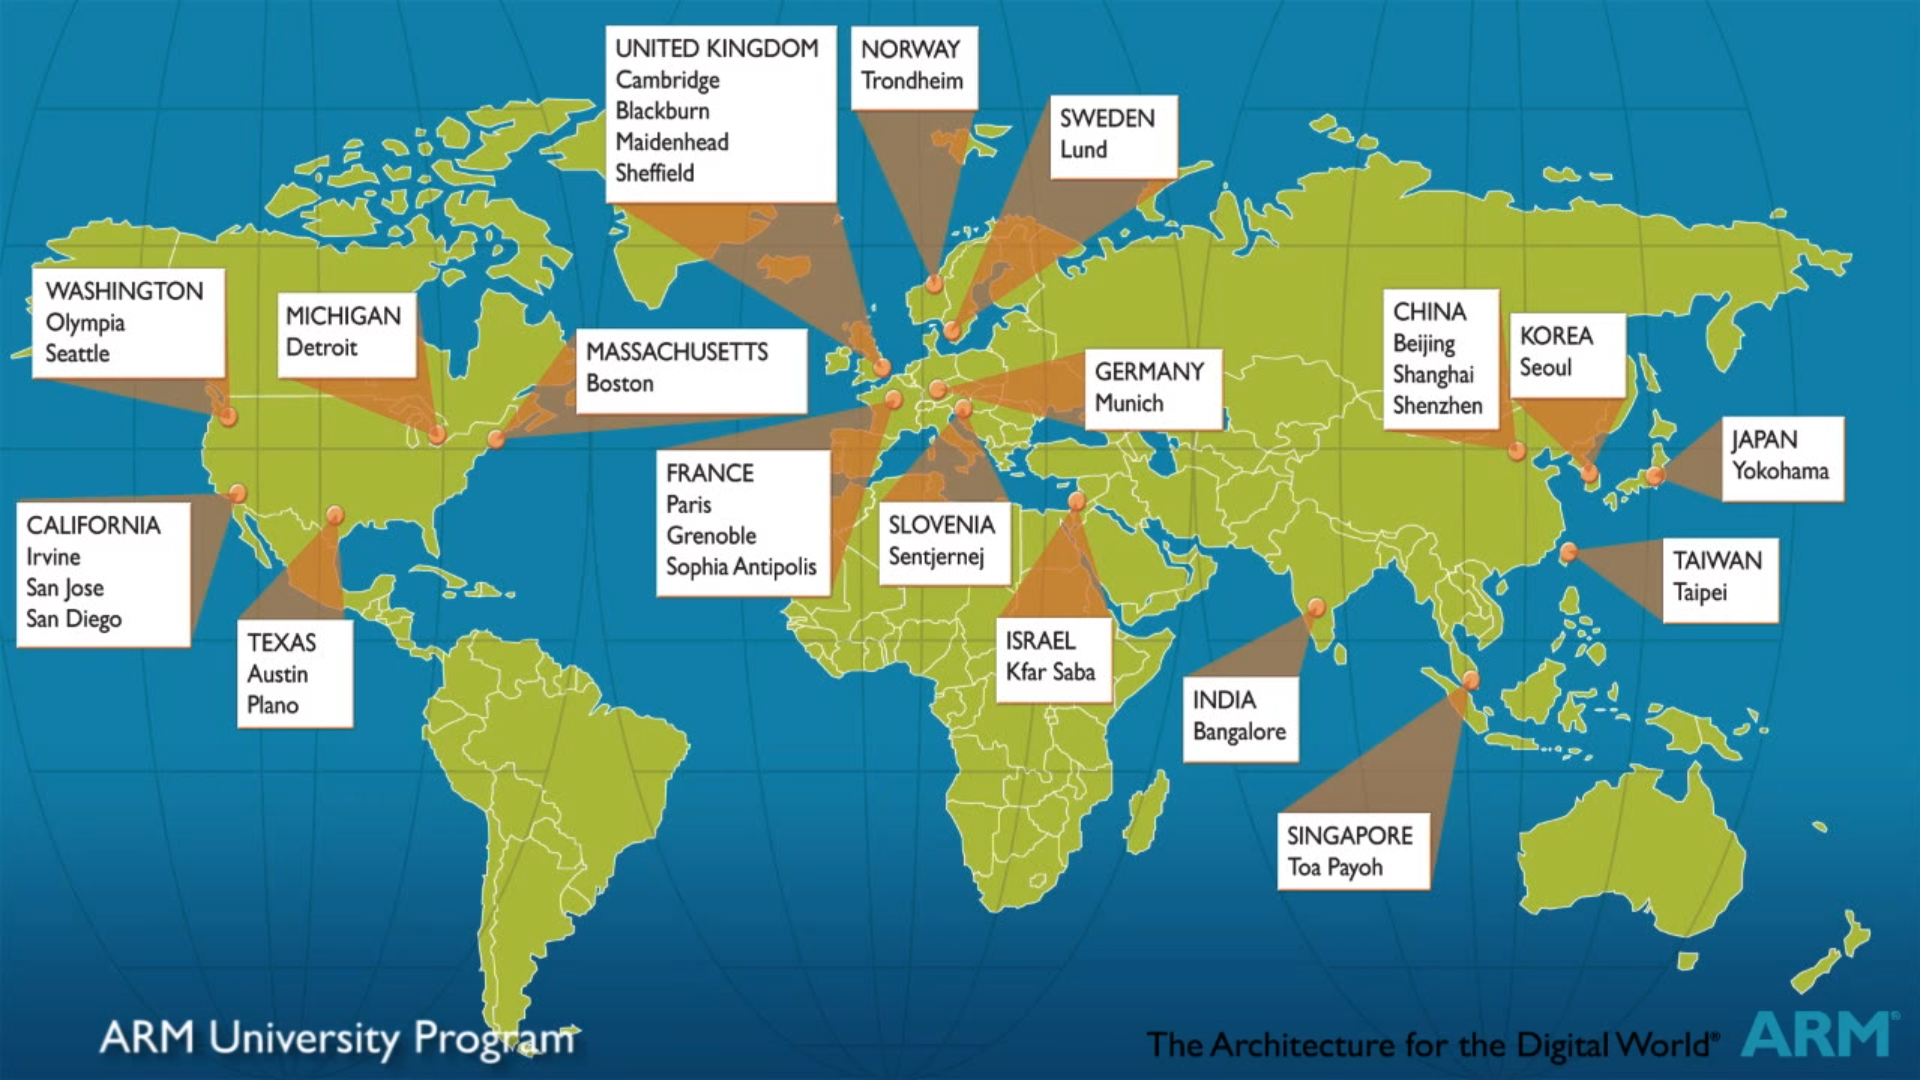 UNITED KINGDOM
Cambridge
Blackburn
Maidenhead
Sheffield
NORWAY
Trondheim
SWEDEN
Lund
WASHINGTON
Olympia
Seattle
MICHIGAN
Detroit
MASSACHUSETTS
Boston
GERMANY
Munich
CHINA
Beijing
Shanghai
Shenzhen
KOREA
Seoul
JAPAN
Yokohama
FRANCE
Paris
Grenoble
Sophia Antipolis
SLOVENIA
Sentjernej
CALIFORNIA
Irvine
San Jose
San Diego
TEXAS
Austin
Plano
ISRAEL
Kfar Saba
TAIWAN
Taipei
INDIA
Bangalore
SINGAPORE
Toa Payoh
ARM University Program
The Architecture for the Digital World®
ARM®